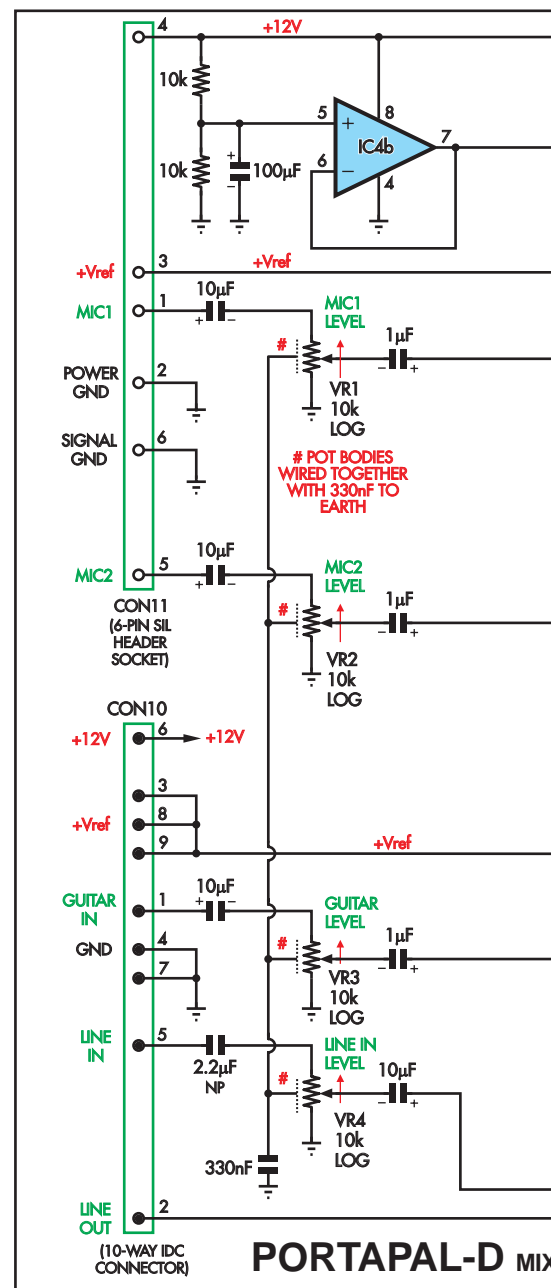 4
+12V
10k
5
+
8
IC4b
7
10k
+
100µF
–
6
–
4
3
+Vref
+Vref
10µF
MIC1
1
+ –
MIC1
LEVEL
1µF
#
– +
POWER
GND
2
VR1
10k
LOG
SIGNAL
GND
6
# POT BODIES
WIRED TOGETHER
WITH 330nF TO
EARTH
10µF
MIC2
5
+ –
MIC2
LEVEL
1µF
#
– +
CON11
(6-PIN SIL
HEADER
SOCKET)
VR2
10k
LOG
CON10
+12V
6
+12V
3
+Vref
8
9
+Vref
10µF
GUITAR
IN
1
+ –
GUITAR
LEVEL
1µF
GND
4
#
– +
7
VR3
10k
LOG
LINE
IN
5
2.2µF
NP
LINE IN
LEVEL
10µF
#
– +
VR4
10k
LOG
330nF
LINE
OUT
2
(10-WAY IDC
CONNECTOR)
PORTAPAL-D MIX